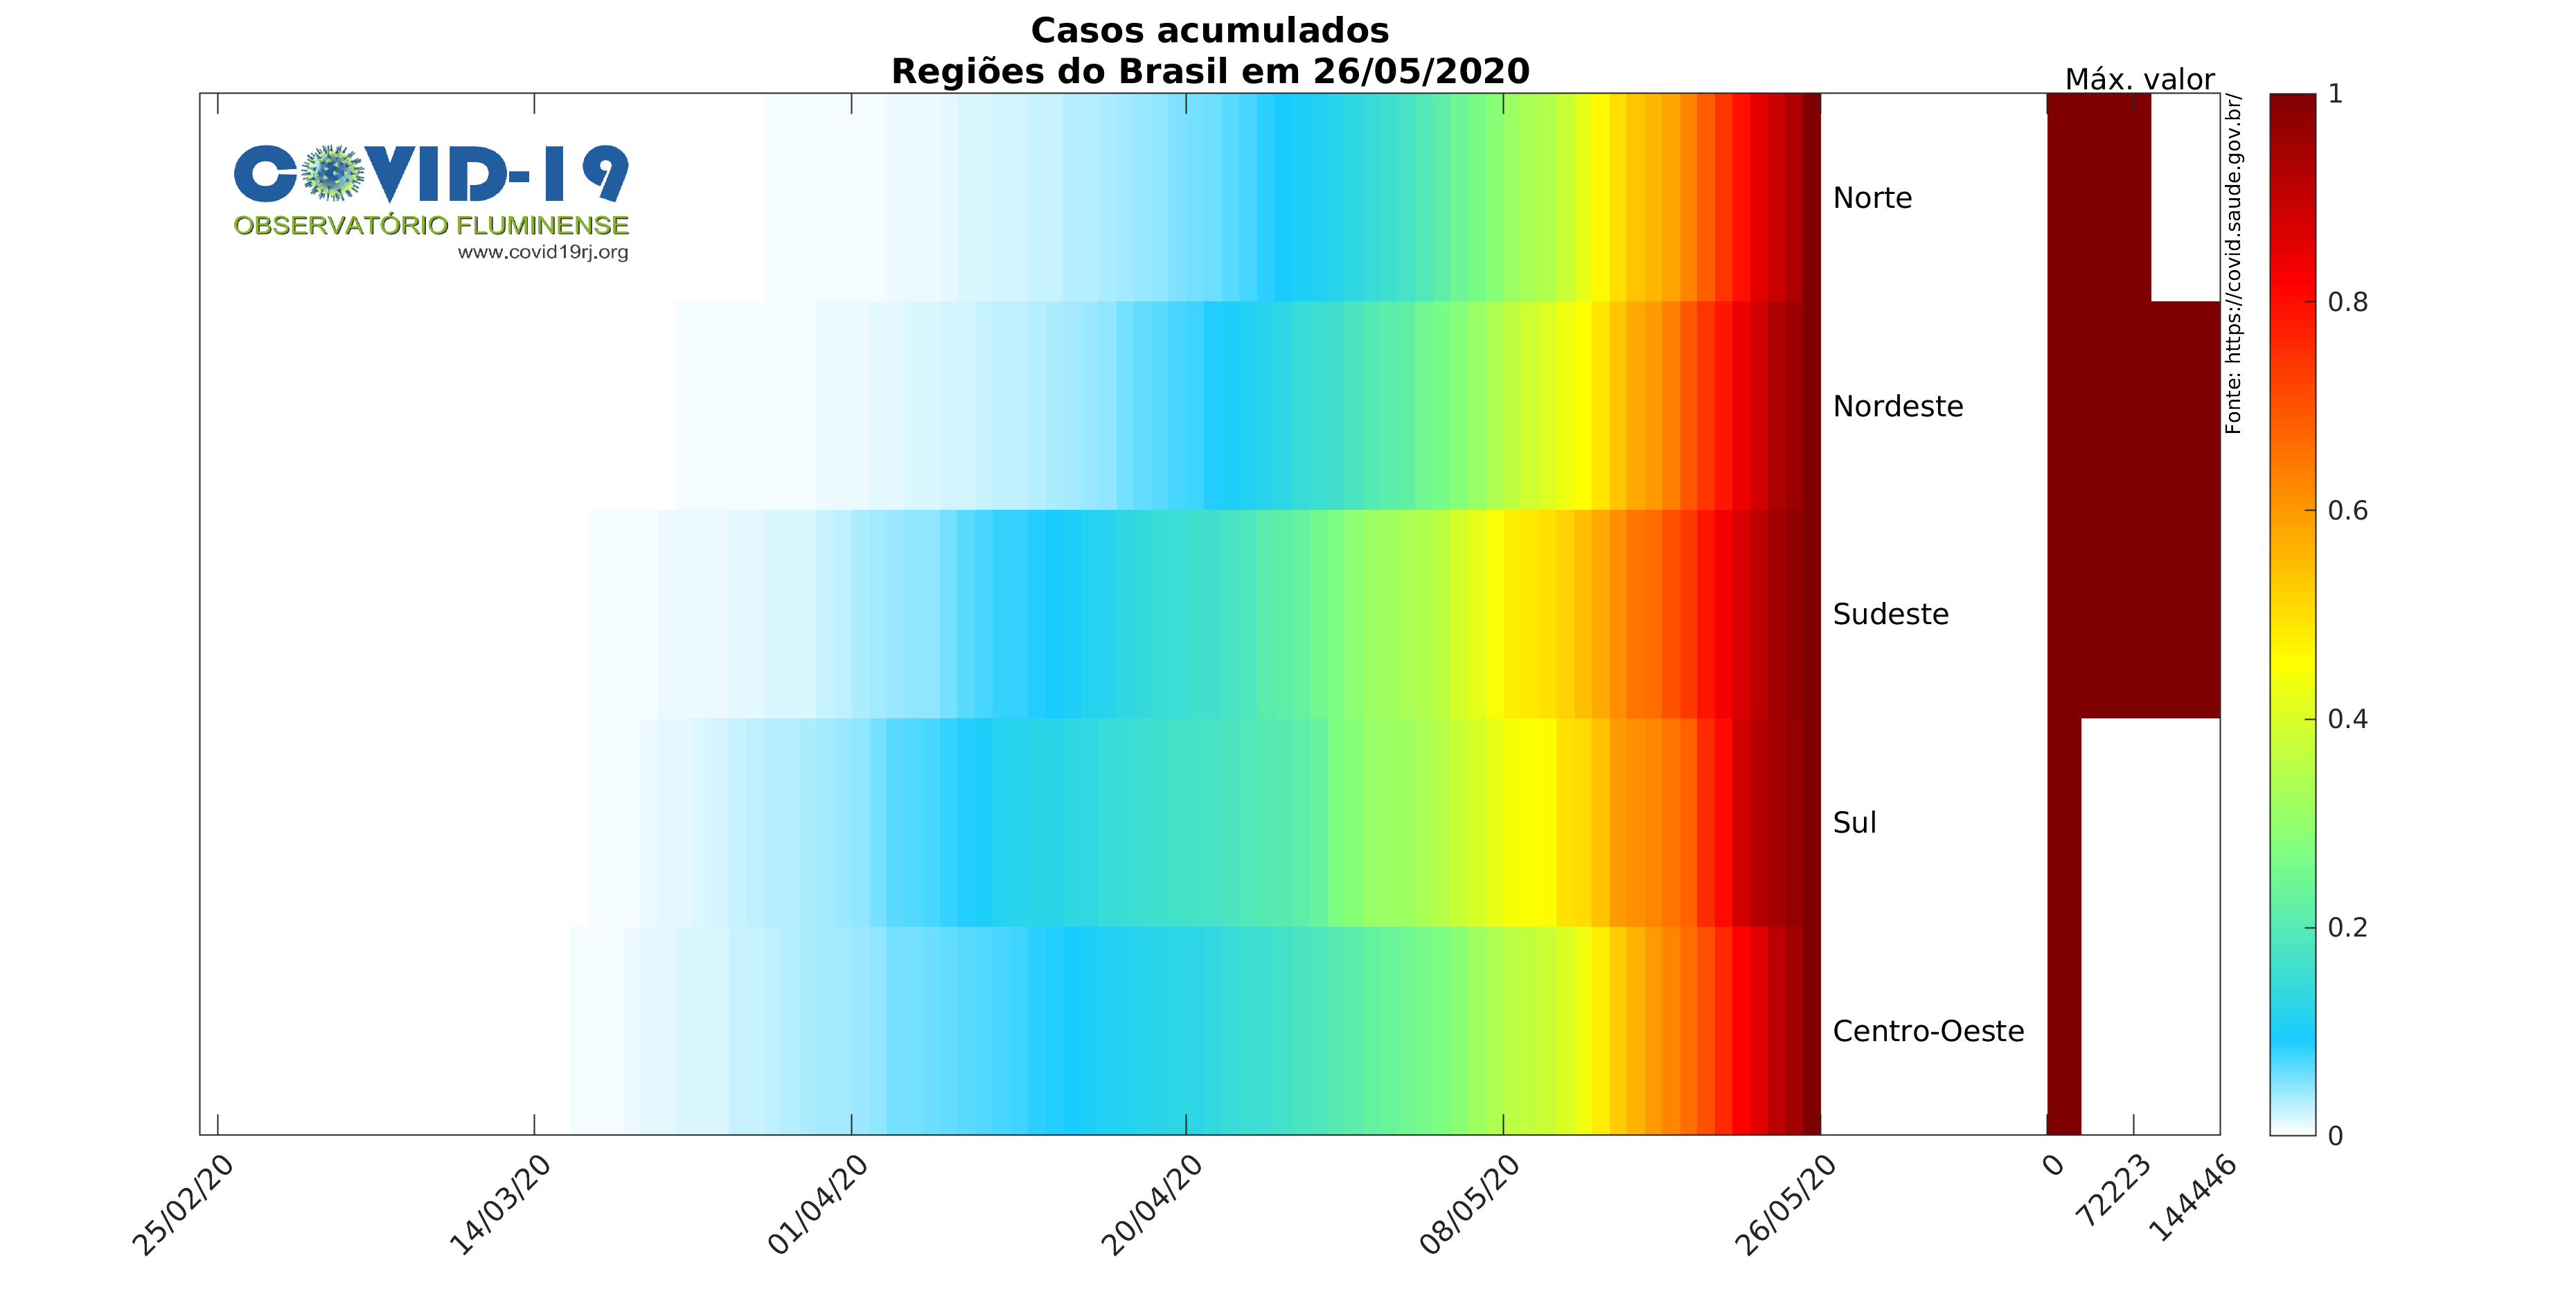 Casos acumulados
Regiões do Brasil em 26/05/2020
Máx. valor
COVID-19
OBSERVATÓRIO FLUMINENSE
www.covid19rj.org
Norte
Nordeste
Sudeste
Sul
Centro-Oeste
Fonte: https://covid.saude.gov.br/
1
0.8
0.6
0.4
0.2
0
25/02/20
14/03/20
01/04/20
20/04/20
08/05/20
26/05/20
0
72223
144446